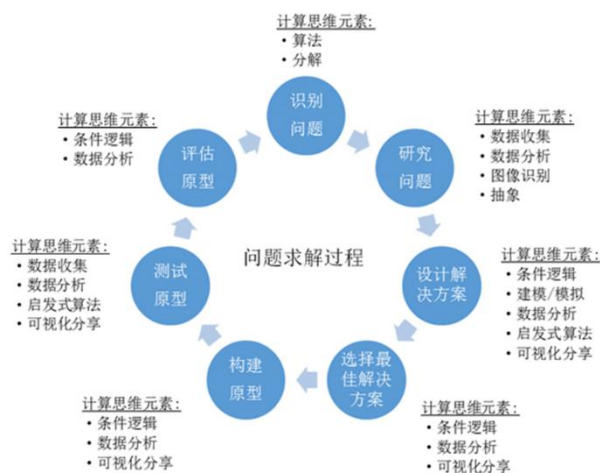 计算思维元素:
• 算法
• 分解
识别
问题
计算思维元素:
• 数据收集
• 数据分析
• 图像识别
• 抽象
研究
问题
计算思维元素:
• 条件逻辑
• 建模/模拟
• 数据分析
• 启发式算法
• 可视化分享
设计解
决方案
计算思维元素:
• 条件逻辑
• 数据分析
• 可视化分享
选择最
佳解决
方案
计算思维元素:
• 条件逻辑
• 数据分析
• 可视化分享
构建
原型
计算思维元素:
• 数据收集
• 数据分析
• 启发式算法
• 可视化分享
测试
原型
计算思维元素:
• 条件逻辑
• 数据分析
评估
原型
问题求解过程